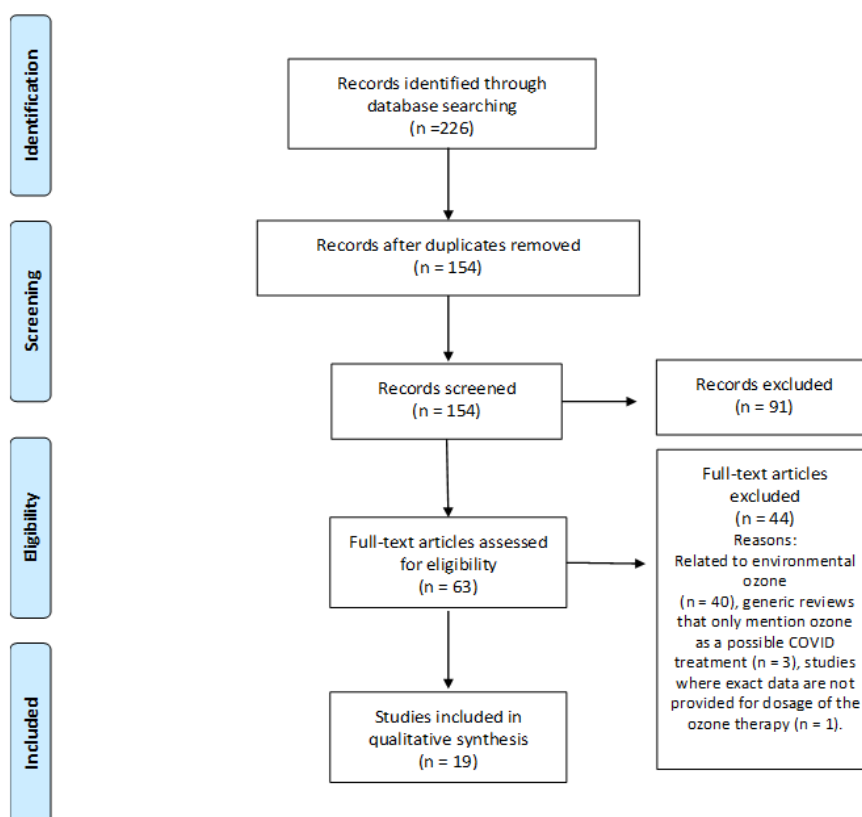 Identification
Records identified through
database searching
(n =226)
Screening
Records after duplicates removed
(n = 154)
Records screened
(n = 154)
Records excluded
(n = 91)
Eligibility
Full-text articles assessed
for eligibility
(n = 63)
Full-text articles
excluded
(n = 44)
Reasons:
Related to environmental
ozone
(n = 40), generic reviews
that only mention ozone
as a possible COVID
treatment (n = 3), studies
where exact data are not
provided for dosage of the
ozone therapy (n = 1).
Included
Studies included in
qualitative synthesis
(n = 19)